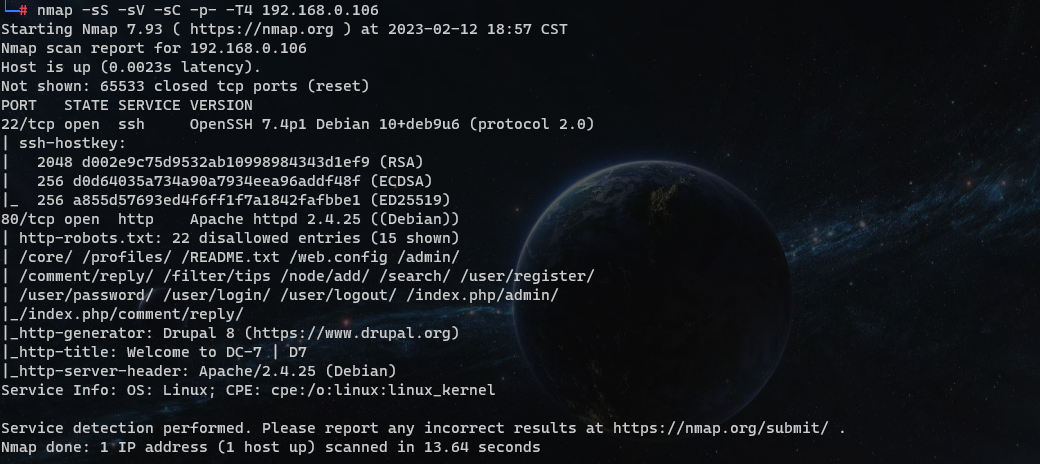 └─# nmap -sS -sV -sC -p- -T4 192.168.0.106
Starting Nmap 7.93 ( https://nmap.org ) at 2023-02-12 18:57 CST
Nmap scan report for 192.168.0.106
Host is up (0.0023s latency).
Not shown: 65533 closed tcp ports (reset)
PORT   STATE SERVICE VERSION
22/tcp open  ssh     OpenSSH 7.4p1 Debian 10+deb9u6 (protocol 2.0)
| ssh-hostkey:
|   2048 d002e9c75d9532ab10998984343d1ef9 (RSA)
|   256 d0d64035a734a90a7934eea96addf48f (ECDSA)
|_  256 a855d57693ed4f6ff1f7a1842fafbbe1 (ED25519)
80/tcp open  http    Apache httpd 2.4.25 ((Debian))
| http-robots.txt: 22 disallowed entries (15 shown)
| /core/ /profiles/ /README.txt /web.config /admin/
| /comment/reply/ /filter/tips /node/add/ /search/ /user/register/
| /user/password/ /user/login/ /user/logout/ /index.php/admin/
|_/index.php/comment/reply/
|_http-generator: Drupal 8 (https://www.drupal.org)
|_http-title: Welcome to DC-7 | D7
|_http-server-header: Apache/2.4.25 (Debian)
Service Info: OS: Linux; CPE: cpe:/o:linux:linux_kernel
Service detection performed. Please report any incorrect results at https://nmap.org/submit/ .
Nmap done: 1 IP address (1 host up) scanned in 13.64 seconds